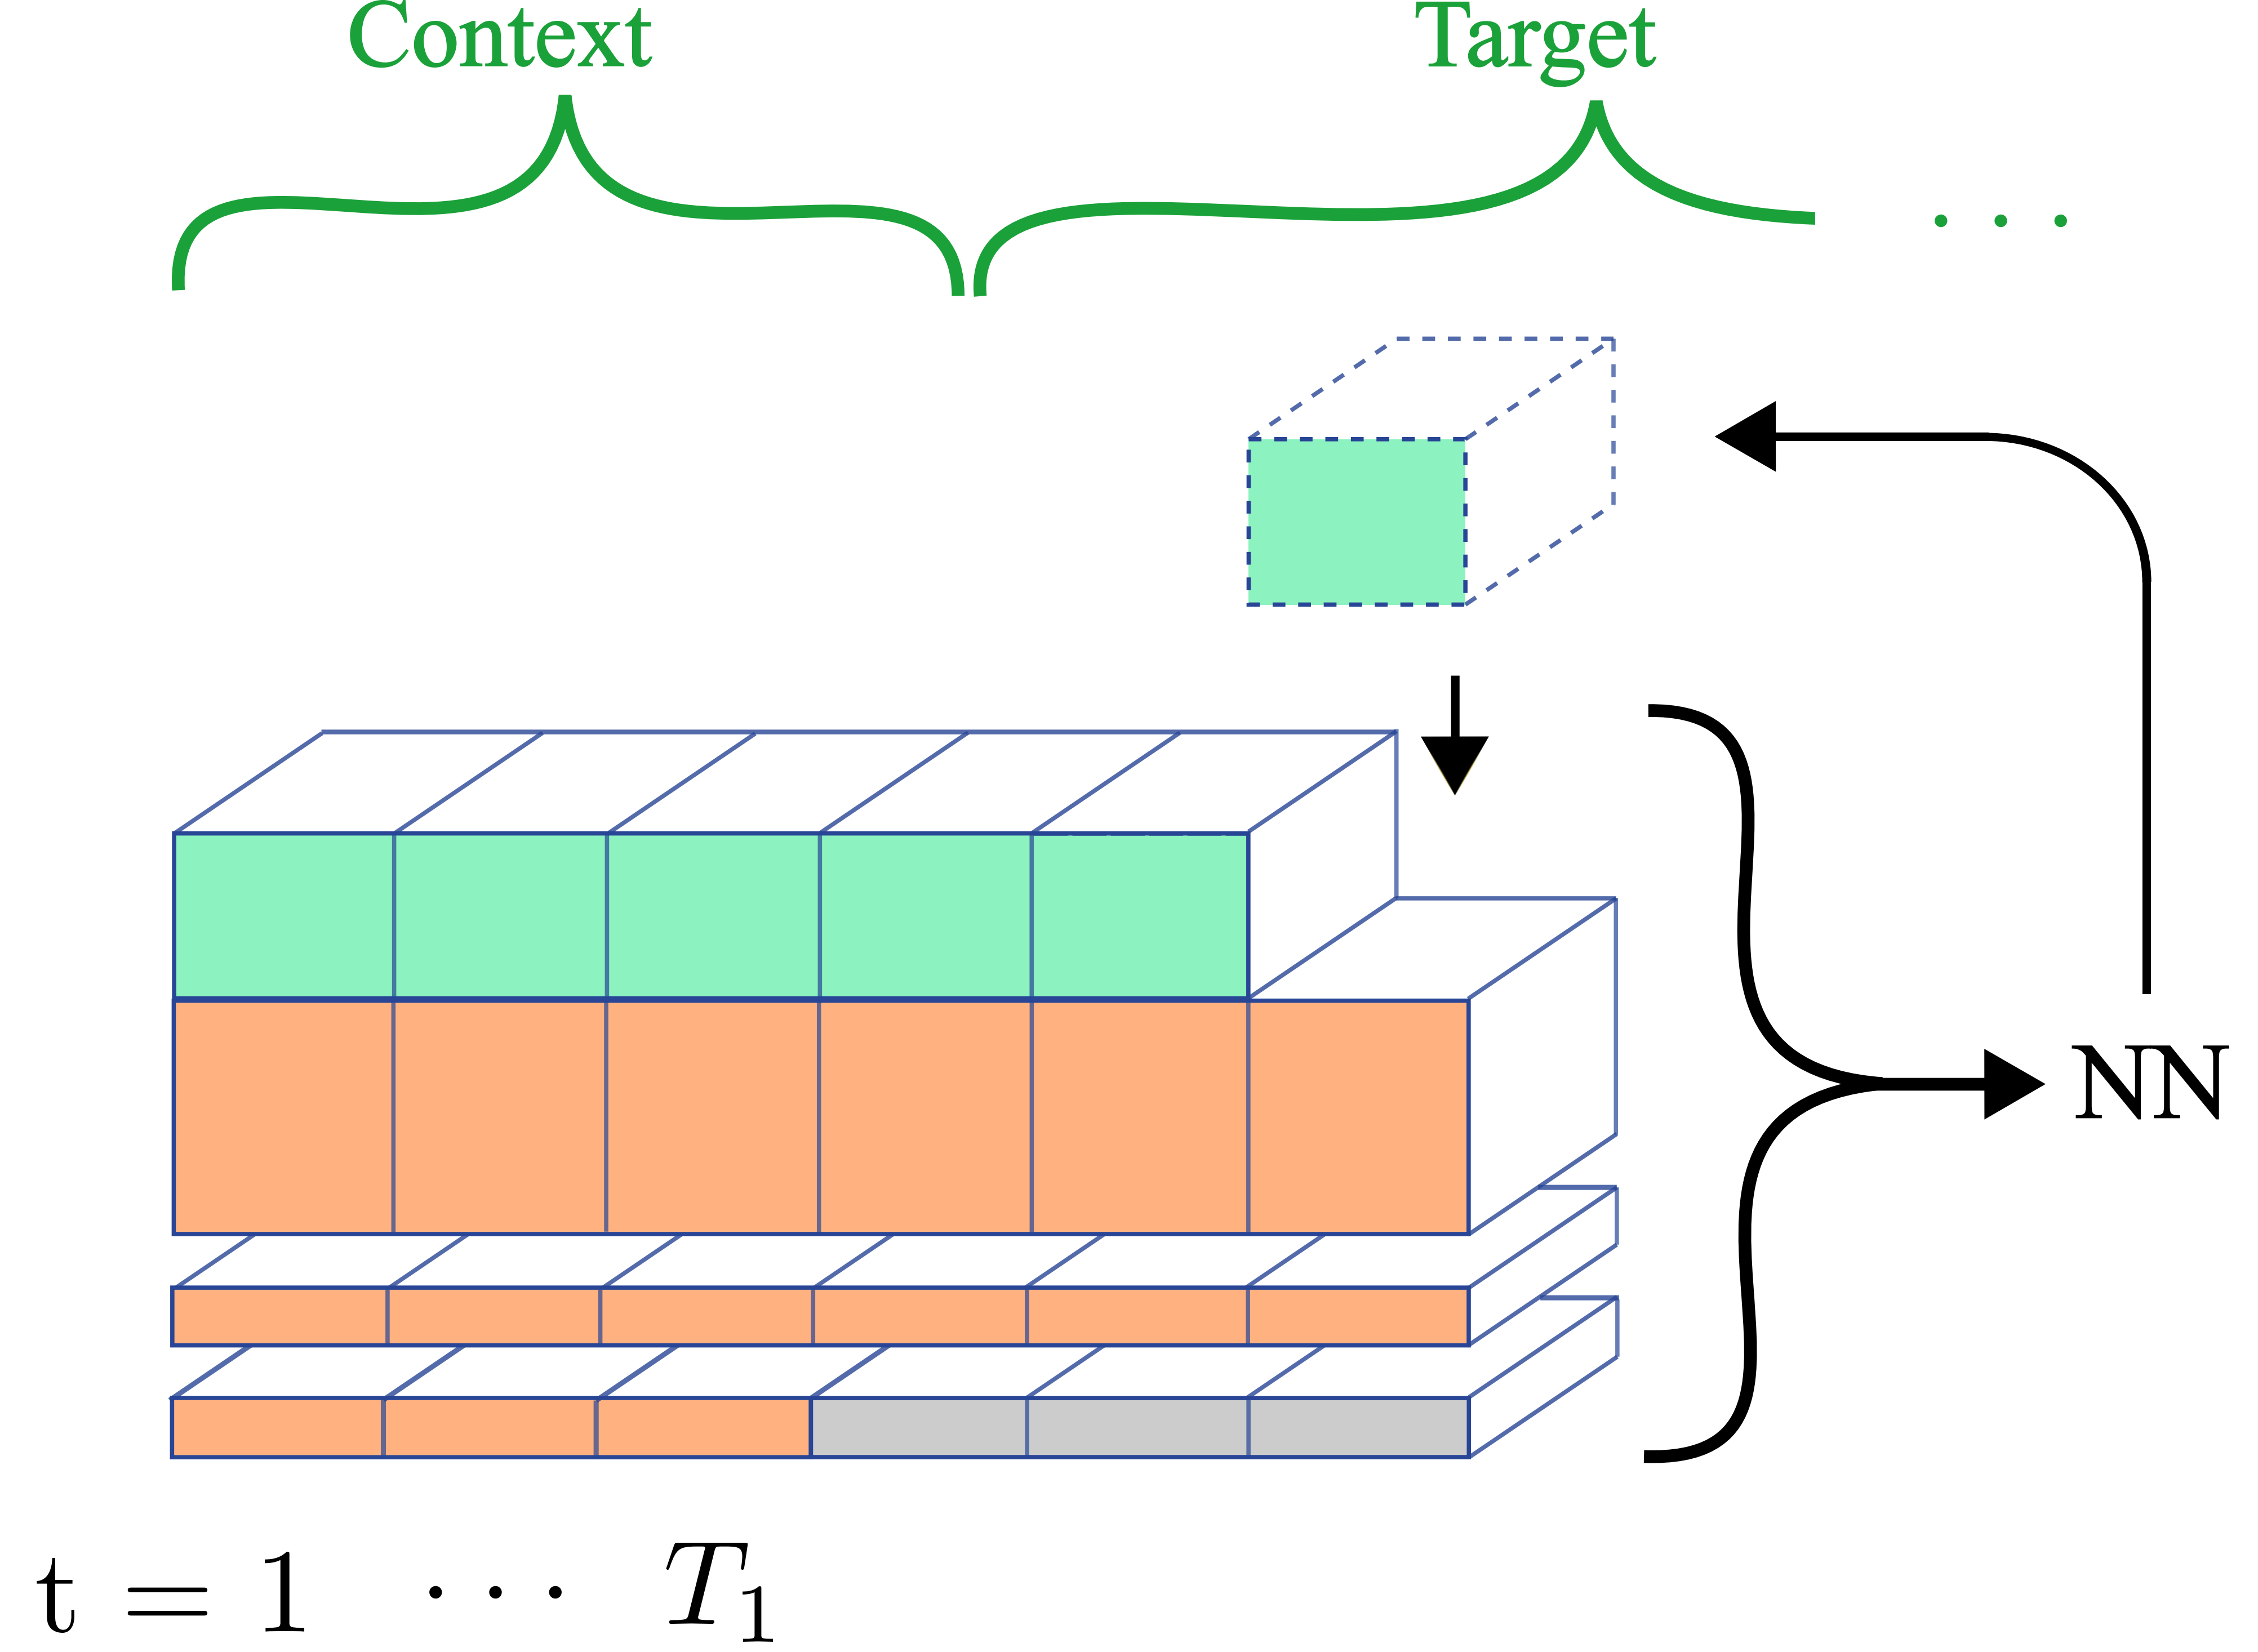 Context Target
. . .
NN
t = 1 . . . T₁